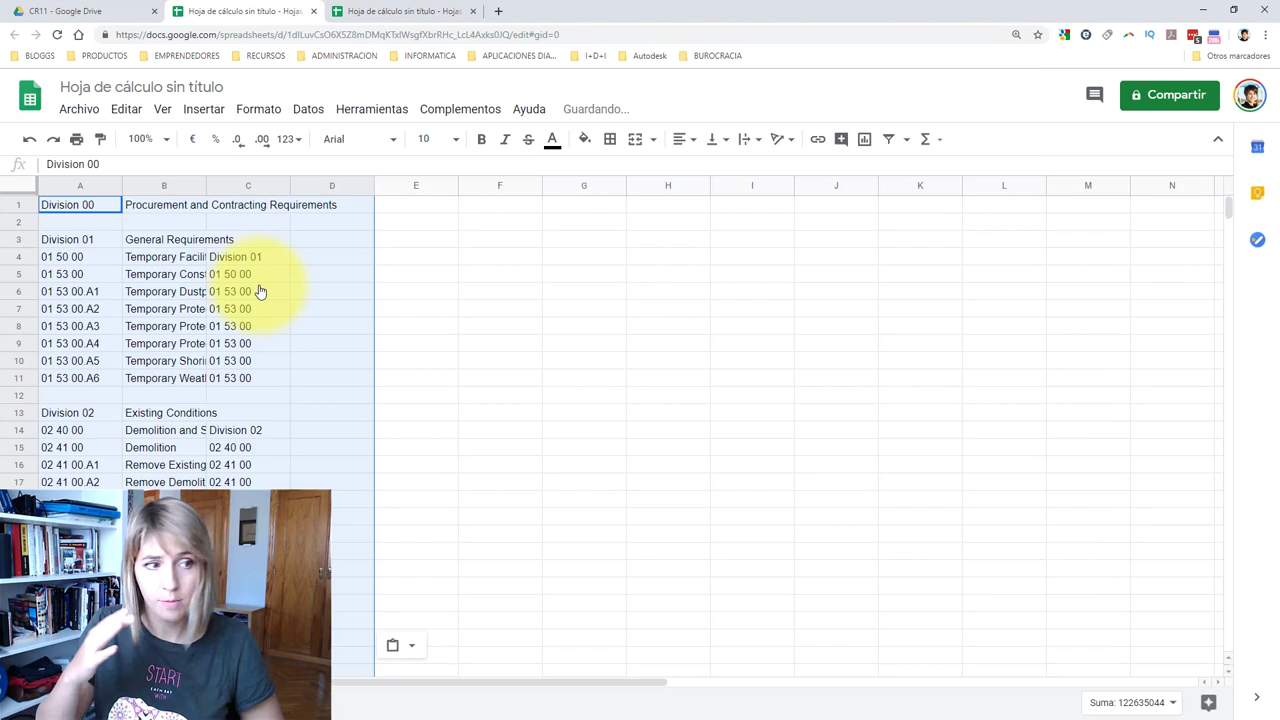 CR11 - Google Drive
Hoja de cálculo sin título - Hojas
Hoja de cálculo sin título - Hojas
https://docs.google.com/spreadsheets/d/
/edit#gid=0
BLOGGS PRODUCTOS EMPRENDEDORES RECURSOS ADMINISTRACION INFORMATICA APLICACIONES DIA... I+D+I Autodesk BUROCRACIA Otros marcadores
Hoja de cálculo sin título
Archivo Editar Ver Insertar Formato Datos Herramientas Complementos Ayuda Guardando...
Compartir
100% € % .0 .00 123 Arial 10 B I S A Σ
fx Division 00
A B C D E F G H I J K L M N
1 Division 00 Procurement and Contracting Requirements
2
3 Division 01 General Requirements
4 01 50 00 Temporary Facilit Division 01
5 01 53 00 Temporary Const 01 50 00
6 01 53 00.A1 Temporary Dustp 01 53 00
7 01 53 00.A2 Temporary Prote 01 53 00
8 01 53 00.A3 Temporary Prote 01 53 00
9 01 53 00.A4 Temporary Prote 01 53 00
10 01 53 00.A5 Temporary Shori 01 53 00
11 01 53 00.A6 Temporary Weath 01 53 00
12
13 Division 02 Existing Conditions
14 02 40 00 Demolition and S Division 02
15 02 41 00 Demolition 02 40 00
16 02 41 00.A1 Remove Existing 02 41 00
17 02 41 00.A2 Remove Demolit 02 41 00
START
WITH
Suma: 122635044
31